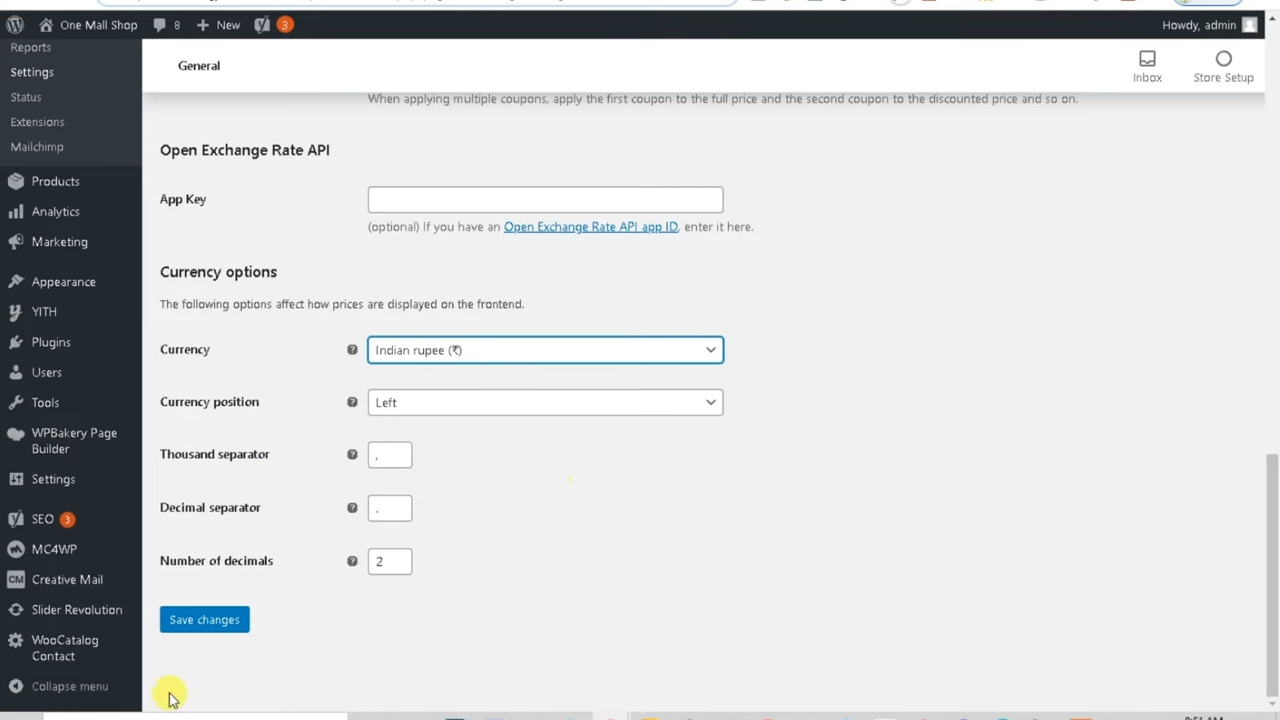 One Mall Shop 8 New 3 Howdy, admin
Reports
Settings
Status
Extensions
Mailchimp
Products
Analytics
Marketing
Appearance
YITH
Plugins
Users
Tools
WPBakery Page
Builder
Settings
SEO 3
MC4WP
CM Creative Mail
Slider Revolution
WooCatalog
Contact
Collapse menu
General
Inbox
Store Setup
When applying multiple coupons, apply the first coupon to the full price and the second coupon to the discounted price and so on.
Open Exchange Rate API
App Key
(optional) If you have an Open Exchange Rate API app ID, enter it here.
Currency options
The following options affect how prices are displayed on the frontend.
Currency ? Indian rupee (₹)
Currency position ? Left
Thousand separator ? ,
Decimal separator ? .
Number of decimals ? 2
Save changes